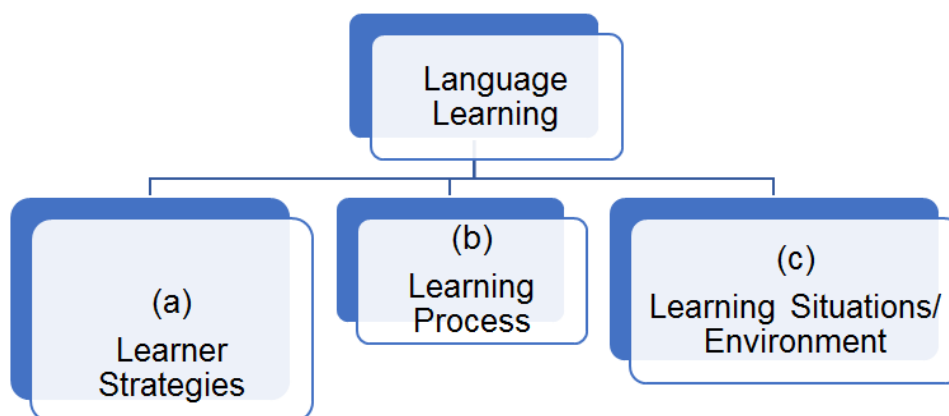 Language
Learning
(a)
Learner
Strategies
(b)
Learning
Process
(c)
Learning Situations/
Environment